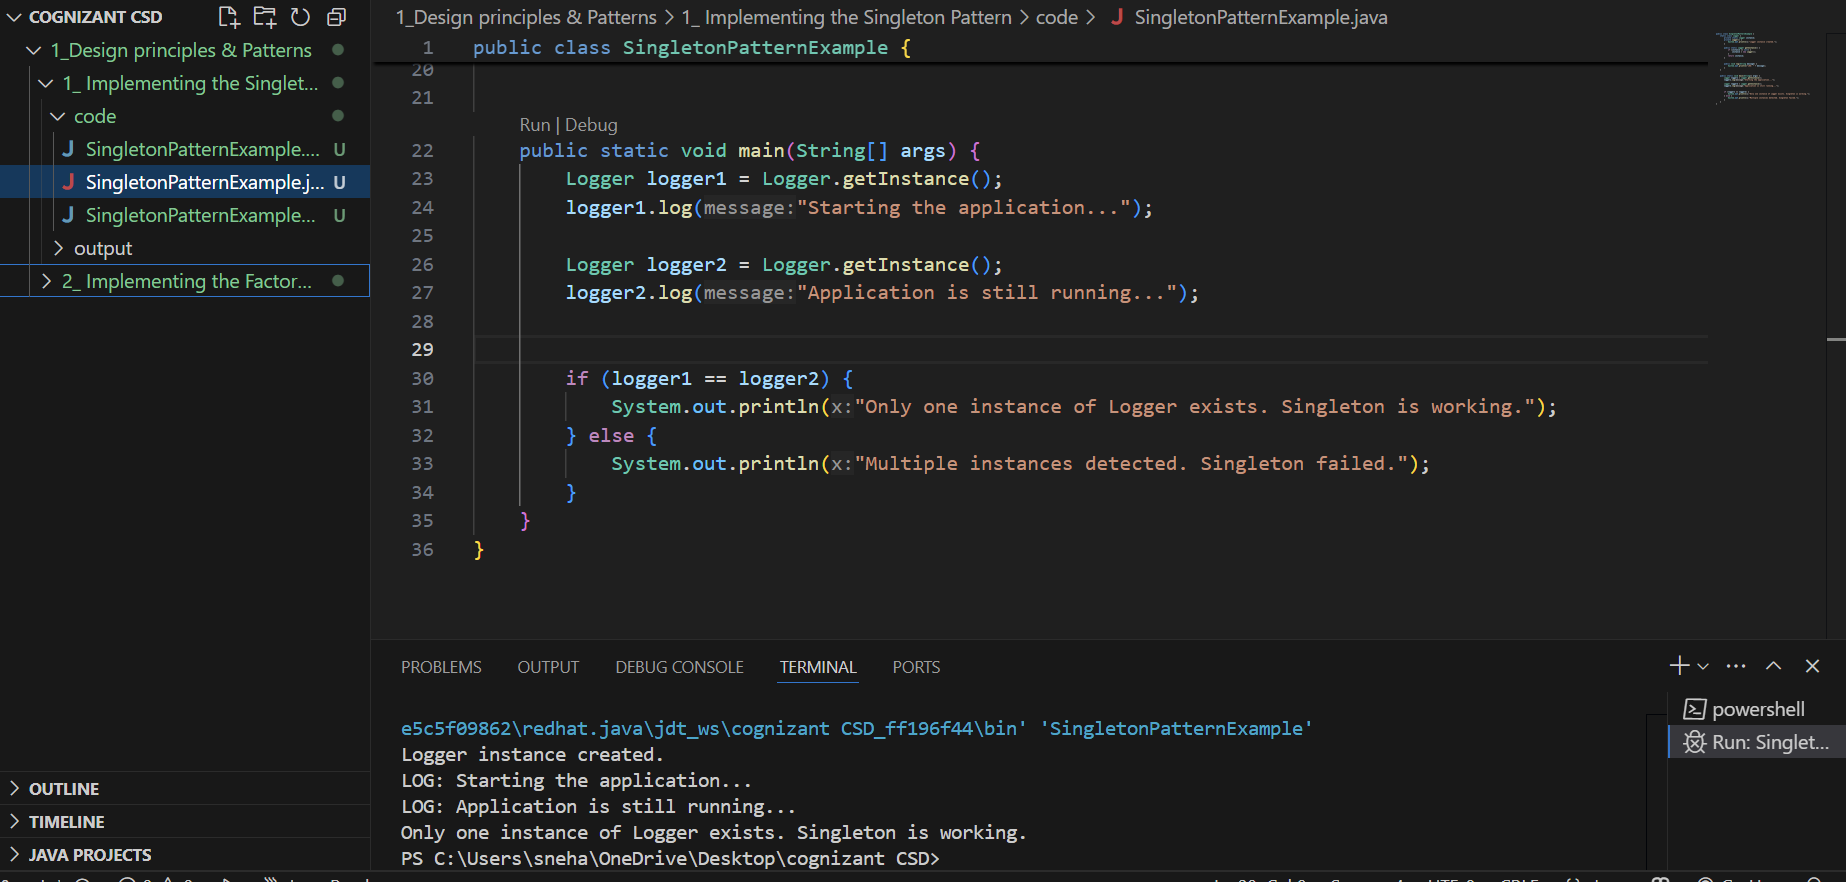 COGNIZANT CSD
1_Design principles & Patterns
1_ Implementing the Singlet...
code
SingletonPatternExample.... U
SingletonPatternExample.j... U
SingletonPatternExample... U
output
2_ Implementing the Factor...
OUTLINE
TIMELINE
JAVA PROJECTS
1_Design principles & Patterns > 1_ Implementing the Singleton Pattern > code > J SingletonPatternExample.java
1 public class SingletonPatternExample {
20
21
Run | Debug
22 public static void main(String[] args) {
23 Logger logger1 = Logger.getInstance();
24 logger1.log(message:"Starting the application...");
25
26 Logger logger2 = Logger.getInstance();
27 logger2.log(message:"Application is still running...");
28
29
30 if (logger1 == logger2) {
31 System.out.println(x:"Only one instance of Logger exists. Singleton is working.");
32 } else {
33 System.out.println(x:"Multiple instances detected. Singleton failed.");
34 }
35 }
36 }
PROBLEMS OUTPUT DEBUG CONSOLE TERMINAL PORTS
e5c5f09862\redhat.java\jdt_ws\cognizant CSD_ff196f44\bin' 'SingletonPatternExample'
Logger instance created.
LOG: Starting the application...
LOG: Application is still running...
Only one instance of Logger exists. Singleton is working.
PS C:\Users\sneha\OneDrive\Desktop\cognizant CSD>
powershell
Run: Singlet...